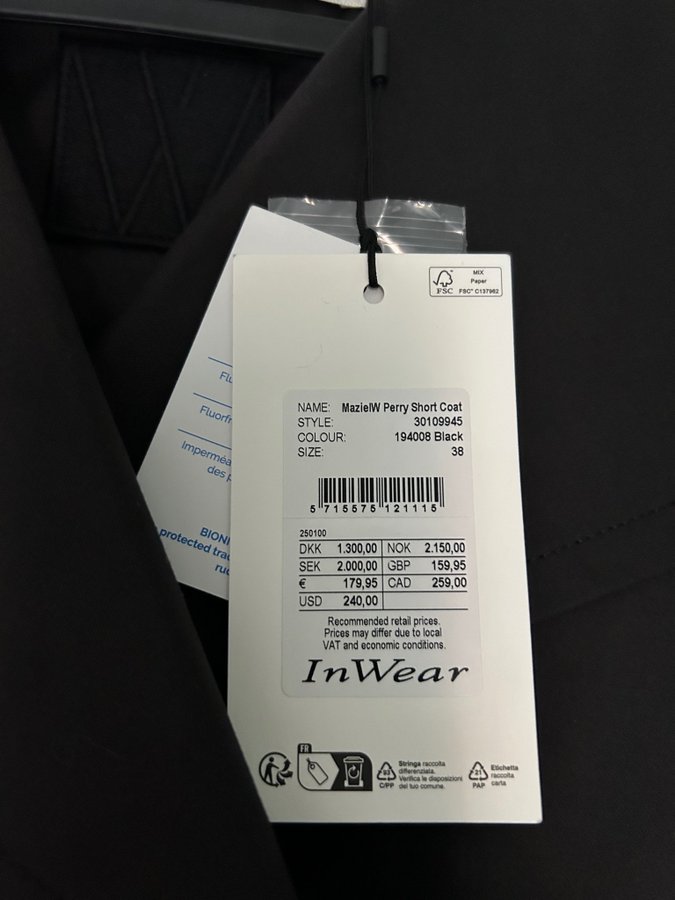 MIX
Paper
FSC
FSC® C137962
NAME: MazieIW Perry Short Coat
STYLE: 30109945
COLOUR: 194008 Black
SIZE: 38
5 715575 121115
250100
DKK 1.300,00 NOK 2.150,00
SEK 2.000,00 GBP 159,95
€ 179,95 CAD 259,00
USD 240,00
Recommended retail prices.
Prices may differ due to local
VAT and economic conditions.
InWear
FR
83
C/PP
Stringa raccolta
differenziata.
Verifica le disposizioni
del tuo comune.
21
PAP
Etichetta
raccolta
carta
Flu
Fluorfr
Imperméa
des p
BIONI
protected trad